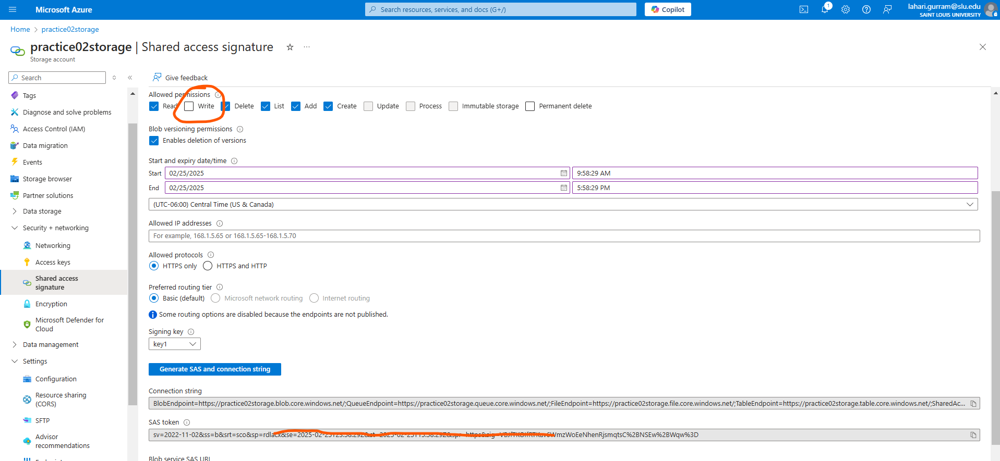 Microsoft Azure
Search resources, services, and docs (G+/)
Copilot
1
lahari.gurram@slu.edu
SAINT LOUIS UNIVERSITY
Home > practice02storage
practice02storage | Shared access signature
Storage account
Search
Give feedback
Tags
Diagnose and solve problems
Access Control (IAM)
Data migration
Events
Storage browser
Partner solutions
Data storage
Security + networking
Networking
Access keys
Shared access
signature
Encryption
Microsoft Defender for
Cloud
Data management
Settings
Configuration
Resource sharing
(CORS)
SFTP
Advisor
recommendations
Allowed permissions
Read Write Delete List Add Create Update Process Immutable storage Permanent delete
Blob versioning permissions
Enables deletion of versions
Start and expiry date/time
Start 02/25/2025 9:58:29 AM
End 02/25/2025 5:58:29 PM
(UTC-06:00) Central Time (US & Canada)
Allowed IP addresses
For example, 168.1.5.65 or 168.1.5.65-168.1.5.70
Allowed protocols
HTTPS only HTTPS and HTTP
Preferred routing tier
Basic (default) Microsoft network routing Internet routing
Some routing options are disabled because the endpoints are not published.
Signing key
key1
Generate SAS and connection string
Connection string
BlobEndpoint=https://practice02storage.blob.core.windows.net/;QueueEndpoint=https://practice02storage.queue.core.windows.net/;FileEndpoint=https://practice02storage.file.core.windows.net/;TableEndpoint=https://practice02storage.table.core.windows.net/;SharedAc...
SAS token
sv=2022-11-02&ss=b&srt=sco&sp=rdlacx
Blob service SAS URL